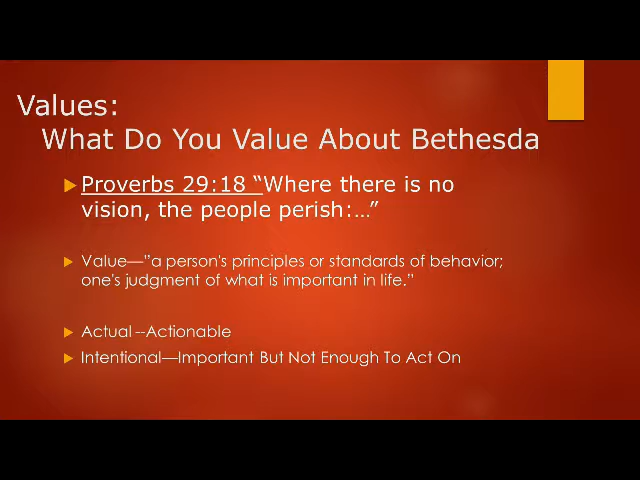 Values:
What Do You Value About Bethesda
Proverbs 29:18 “Where there is no
vision, the people perish:...”
Value—”a person's principles or standards of behavior;
one's judgment of what is important in life.”
Actual --Actionable
Intentional—Important But Not Enough To Act On